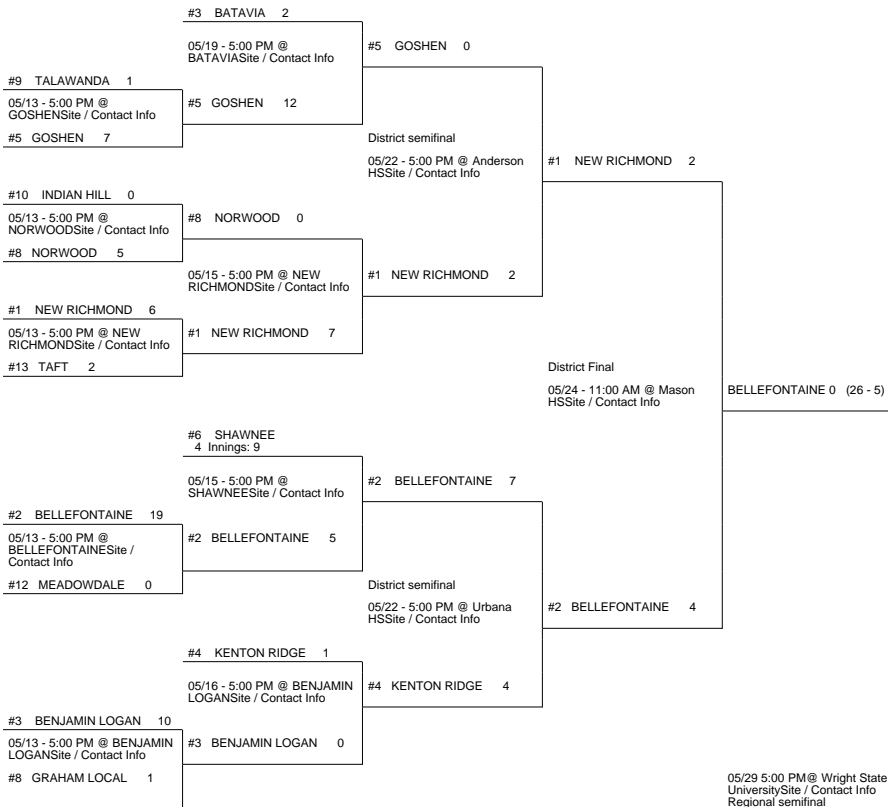 #3 BATAVIA 2
05/19 - 5:00 PM @
BATAVIASite / Contact Info
#5 GOSHEN 0
#9 TALAWANDA 1
05/13 - 5:00 PM @
GOSHENSite / Contact Info
#5 GOSHEN 12
#5 GOSHEN 7
District semifinal
05/22 - 5:00 PM @ Anderson
HSSite / Contact Info
#1 NEW RICHMOND 2
#10 INDIAN HILL 0
05/13 - 5:00 PM @
NORWOODSite / Contact Info
#8 NORWOOD 0
#8 NORWOOD 5
05/15 - 5:00 PM @ NEW
RICHMONDSite / Contact Info
#1 NEW RICHMOND 2
#1 NEW RICHMOND 6
05/13 - 5:00 PM @ NEW
RICHMONDSite / Contact Info
#1 NEW RICHMOND 7
#13 TAFT 2
District Final
05/24 - 11:00 AM @ Mason
HSSite / Contact Info
BELLEFONTAINE 0 (26 - 5)
#6 SHAWNEE
4 Innings: 9
05/15 - 5:00 PM @
SHAWNEESite / Contact Info
#2 BELLEFONTAINE 7
#2 BELLEFONTAINE 19
05/13 - 5:00 PM @
BELLEFONTAINESite /
Contact Info
#2 BELLEFONTAINE 5
#12 MEADOWDALE 0
District semifinal
05/22 - 5:00 PM @ Urbana
HSSite / Contact Info
#2 BELLEFONTAINE 4
#4 KENTON RIDGE 1
05/16 - 5:00 PM @ BENJAMIN
LOGANSite / Contact Info
#4 KENTON RIDGE 4
#3 BENJAMIN LOGAN 10
05/13 - 5:00 PM @ BENJAMIN
LOGANSite / Contact Info
#3 BENJAMIN LOGAN 0
#8 GRAHAM LOCAL 1
05/29 5:00 PM@ Wright State
UniversitySite / Contact Info
Regional semifinal